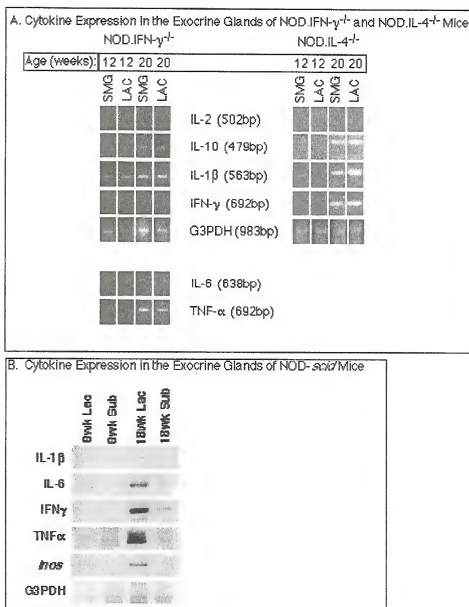 A. Cytokine Expression in the Exocrine Glands of NOD.IFN-γ-/- and NOD.IL-4-/- Mice
NOD.IFN-γ-/- NOD.IL-4-/-
Age (weeks): 12 12 20 20 12 12 20 20
SMG LAC SMG LAC SMG LAC SMG LAC
IL-2 (502bp)
IL-10 (479bp)
IL-1β (563bp)
IFN-γ (692bp)
G3PDH (983bp)
IL-6 (638bp)
TNF-α (692bp)
B. Cytokine Expression in the Exocrine Glands of NOD-scid Mice
8wk Lac 8wk Sub 18wk Lac 18wk Sub
IL-1β
IL-6
IFNγ
TNFα
Inos
G3PDH